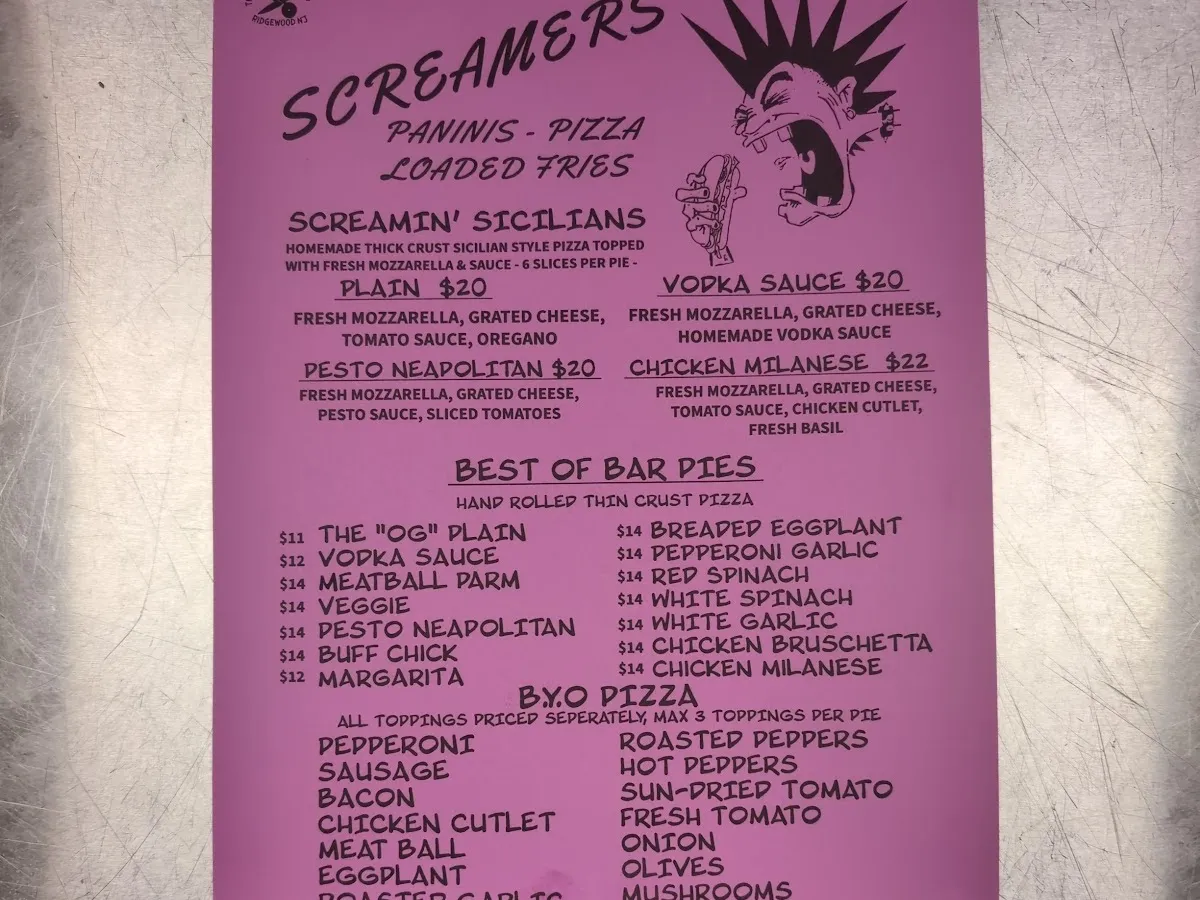 RIDGEWOOD NJ
SCREAMERS
PANINIS - PIZZA
LOADED FRIES
SCREAMIN' SICILIANS
HOMEMADE THICK CRUST SICILIAN STYLE PIZZA TOPPED
WITH FRESH MOZZARELLA & SAUCE - 6 SLICES PER PIE -
PLAIN $20
FRESH MOZZARELLA, GRATED CHEESE,
TOMATO SAUCE, OREGANO
VODKA SAUCE $20
FRESH MOZZARELLA, GRATED CHEESE,
HOMEMADE VODKA SAUCE
PESTO NEAPOLITAN $20
FRESH MOZZARELLA, GRATED CHEESE,
PESTO SAUCE, SLICED TOMATOES
CHICKEN MILANESE $22
FRESH MOZZARELLA, GRATED CHEESE,
TOMATO SAUCE, CHICKEN CUTLET,
FRESH BASIL
BEST OF BAR PIES
HAND ROLLED THIN CRUST PIZZA
$11 THE "OG" PLAIN
$12 VODKA SAUCE
$14 MEATBALL PARM
$14 VEGGIE
$14 PESTO NEAPOLITAN
$14 BUFF CHICK
$12 MARGARITA
$14 BREADED EGGPLANT
$14 PEPPERONI GARLIC
$14 RED SPINACH
$14 WHITE SPINACH
$14 WHITE GARLIC
$14 CHICKEN BRUSCHETTA
$14 CHICKEN MILANESE
B.Y.O PIZZA
ALL TOPPINGS PRICED SEPERATELY, MAX 3 TOPPINGS PER PIE
PEPPERONI
SAUSAGE
BACON
CHICKEN CUTLET
MEAT BALL
EGGPLANT
ROASTED GARLIC
ROASTED PEPPERS
HOT PEPPERS
SUN-DRIED TOMATO
FRESH TOMATO
ONION
OLIVES
MUSHROOMS